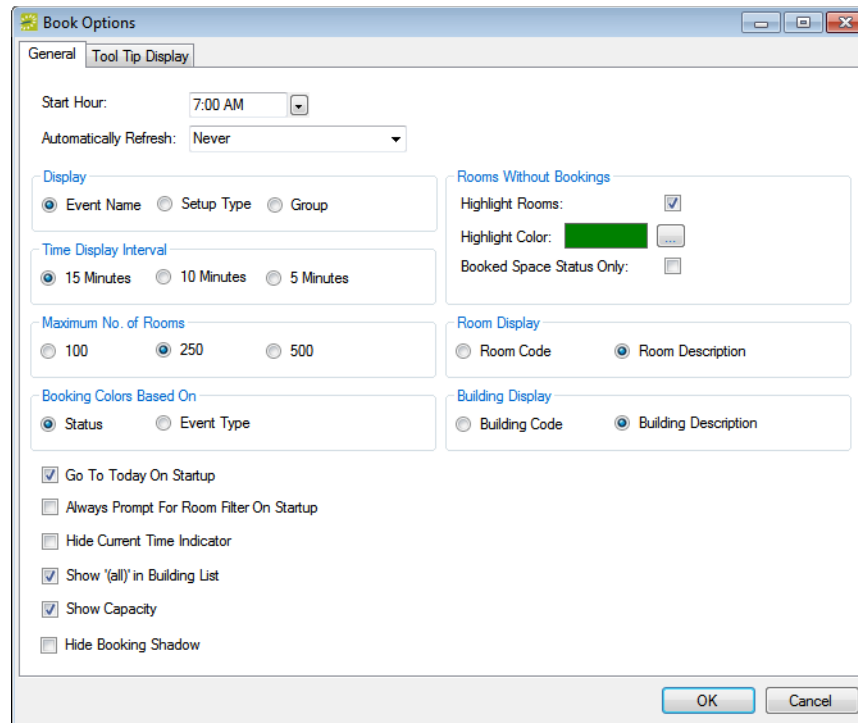 Book Options
General Tool Tip Display
Start Hour: 7:00 AM
Automatically Refresh: Never
Display
Event Name Setup Type Group
Time Display Interval
15 Minutes 10 Minutes 5 Minutes
Maximum No. of Rooms
100 250 500
Booking Colors Based On
Status Event Type
Rooms Without Bookings
Highlight Rooms:
Highlight Color: ...
Booked Space Status Only:
Room Display
Room Code Room Description
Building Display
Building Code Building Description
Go To Today On Startup
Always Prompt For Room Filter On Startup
Hide Current Time Indicator
Show '(all)' in Building List
Show Capacity
Hide Booking Shadow
OK Cancel